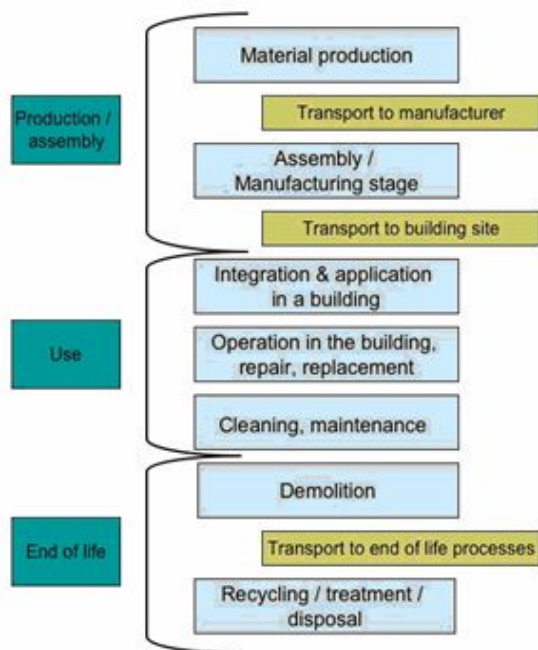 Material production
Transport to manufacturer
Production /
assembly
Assembly /
Manufacturing stage
Transport to building site
Integration & application
in a building
Use
Operation in the building,
repair, replacement
Cleaning, maintenance
Demolition
End of life
Transport to end of life processes
Recycling / treatment /
disposal